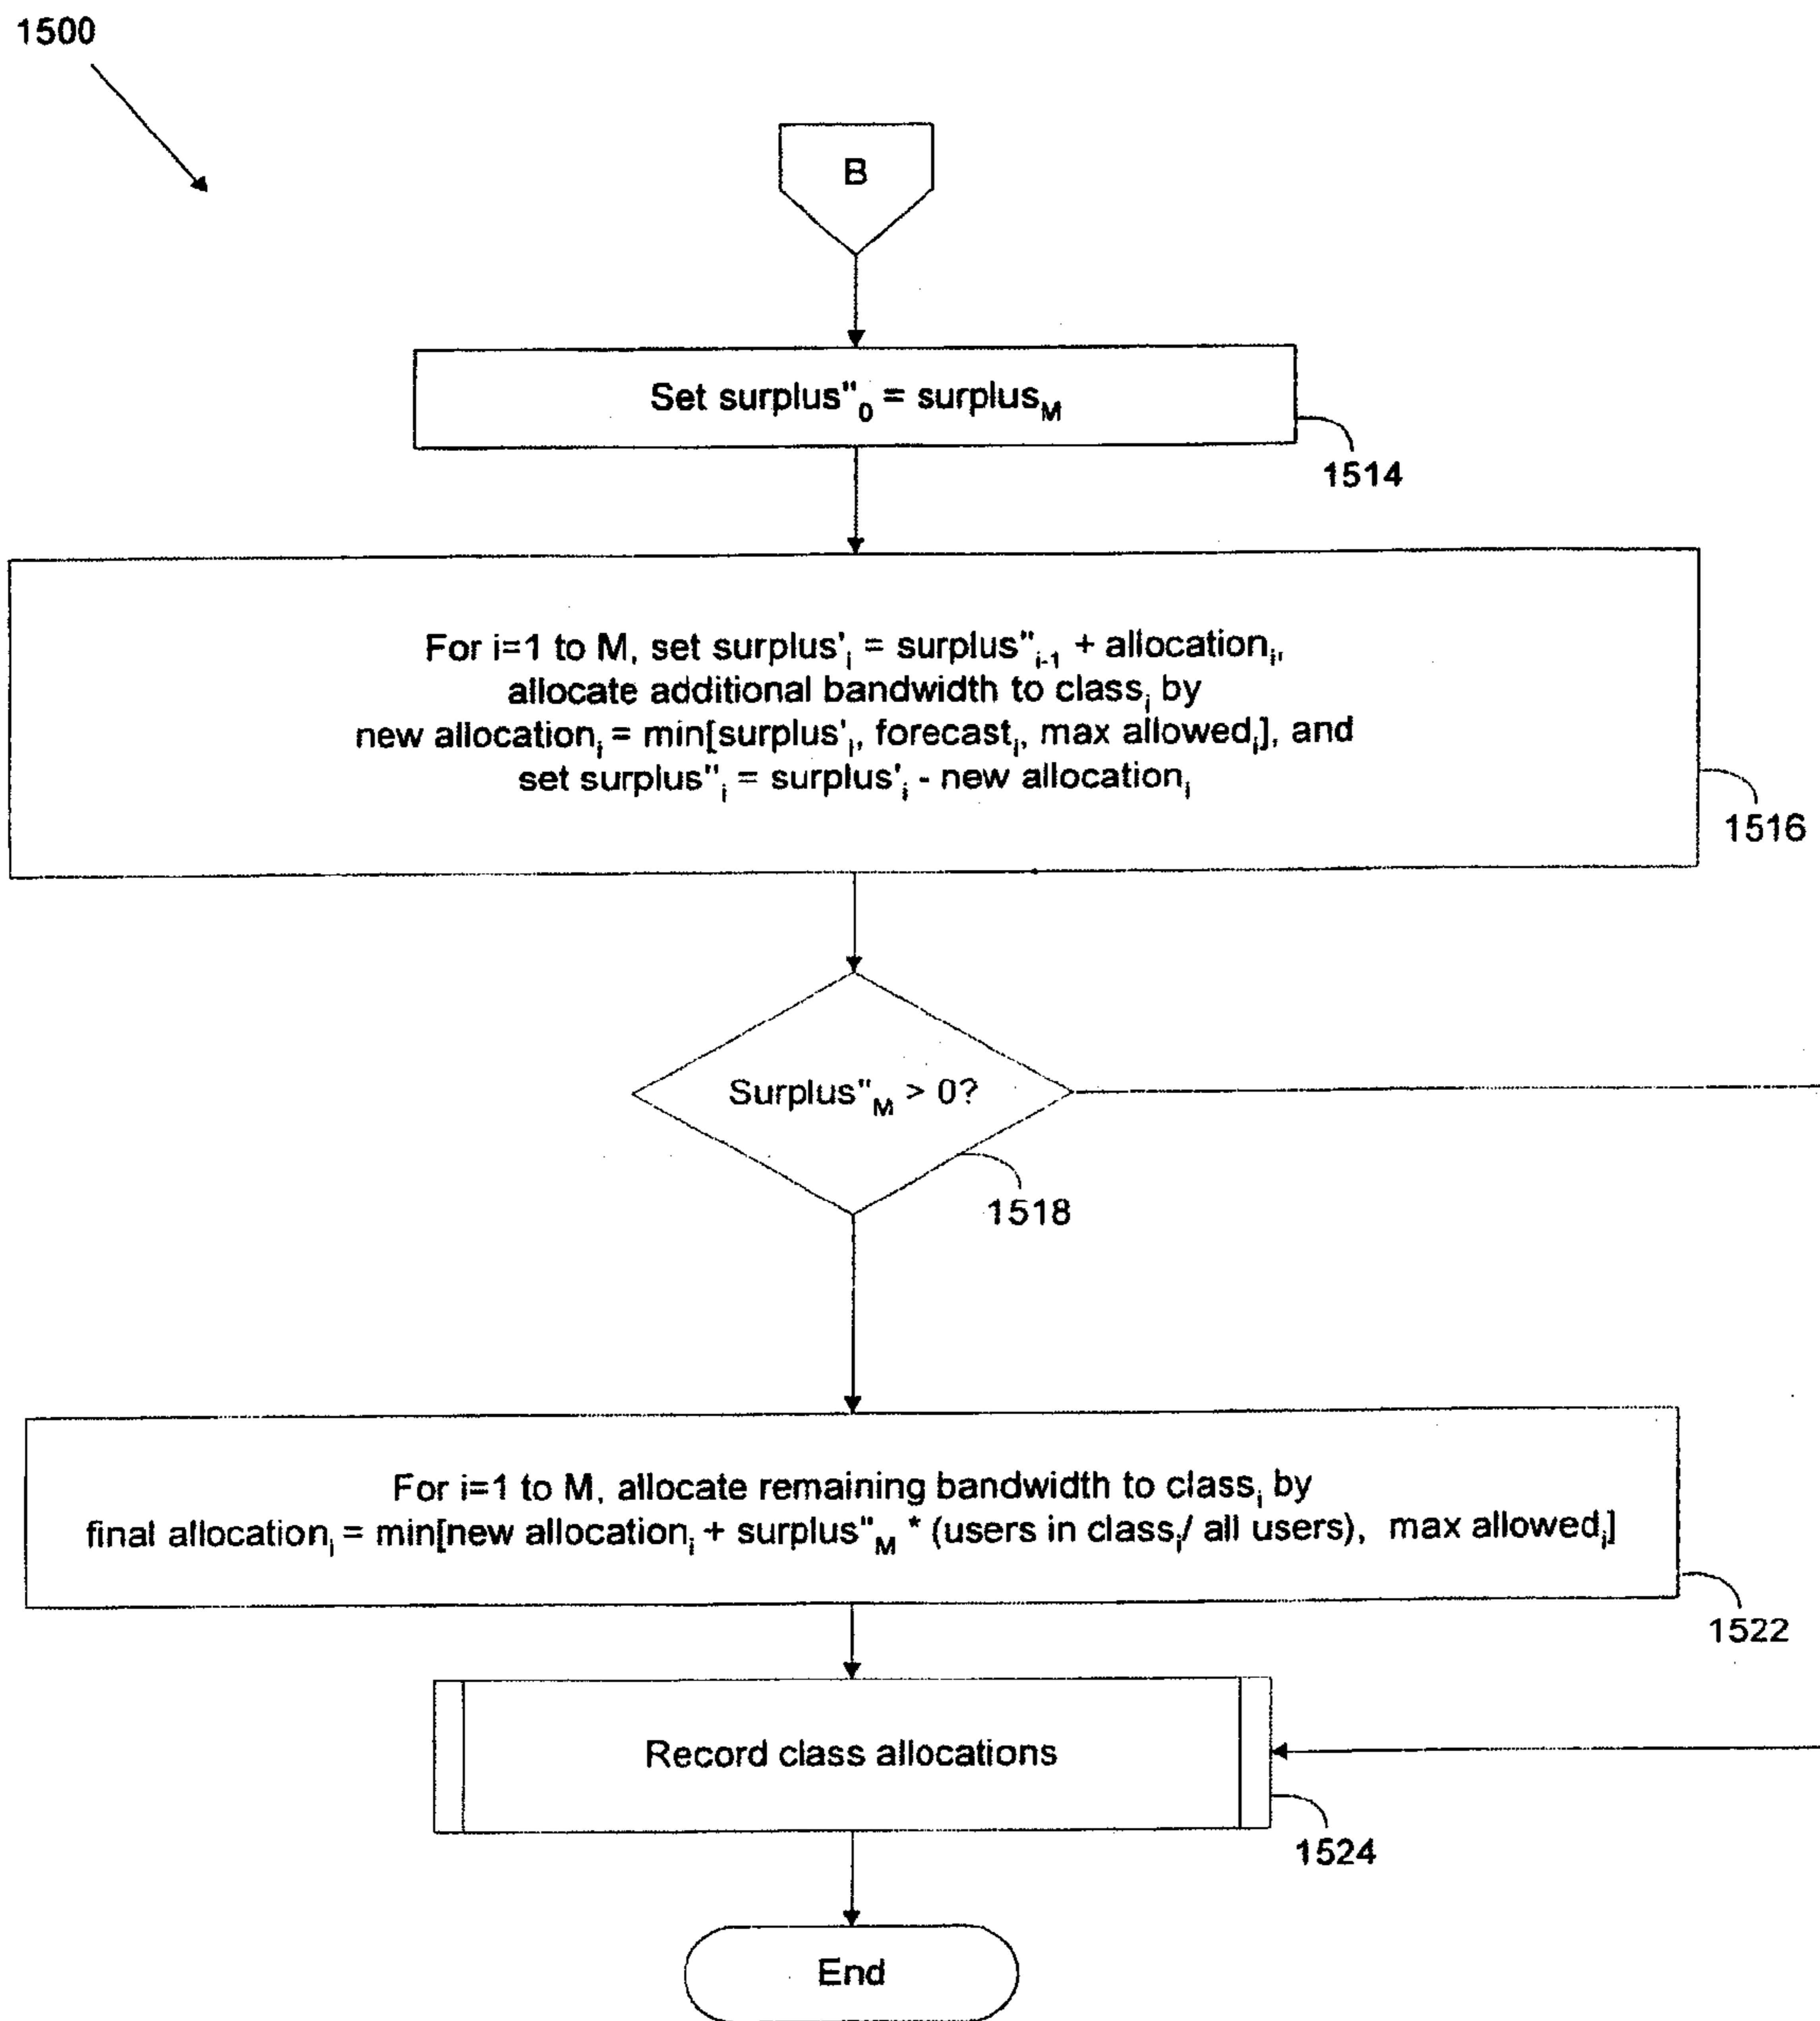 1500
B
Set surplus"₀ = surplus_M
1514
For i=1 to M, set surplus'ᵢ = surplus"ᵢ₋₁ + allocationᵢ,
allocate additional bandwidth to classᵢ by
new allocationᵢ = min[surplus'ᵢ, forecastᵢ, max allowedᵢ], and
set surplus"ᵢ = surplus'ᵢ - new allocationᵢ
1516
Surplus"_M > 0?
1518
For i=1 to M, allocate remaining bandwidth to classᵢ by
final allocationᵢ = min[new allocationᵢ + surplus"_M * (users in classᵢ/ all users), max allowedᵢ]
1522
Record class allocations
1524
End